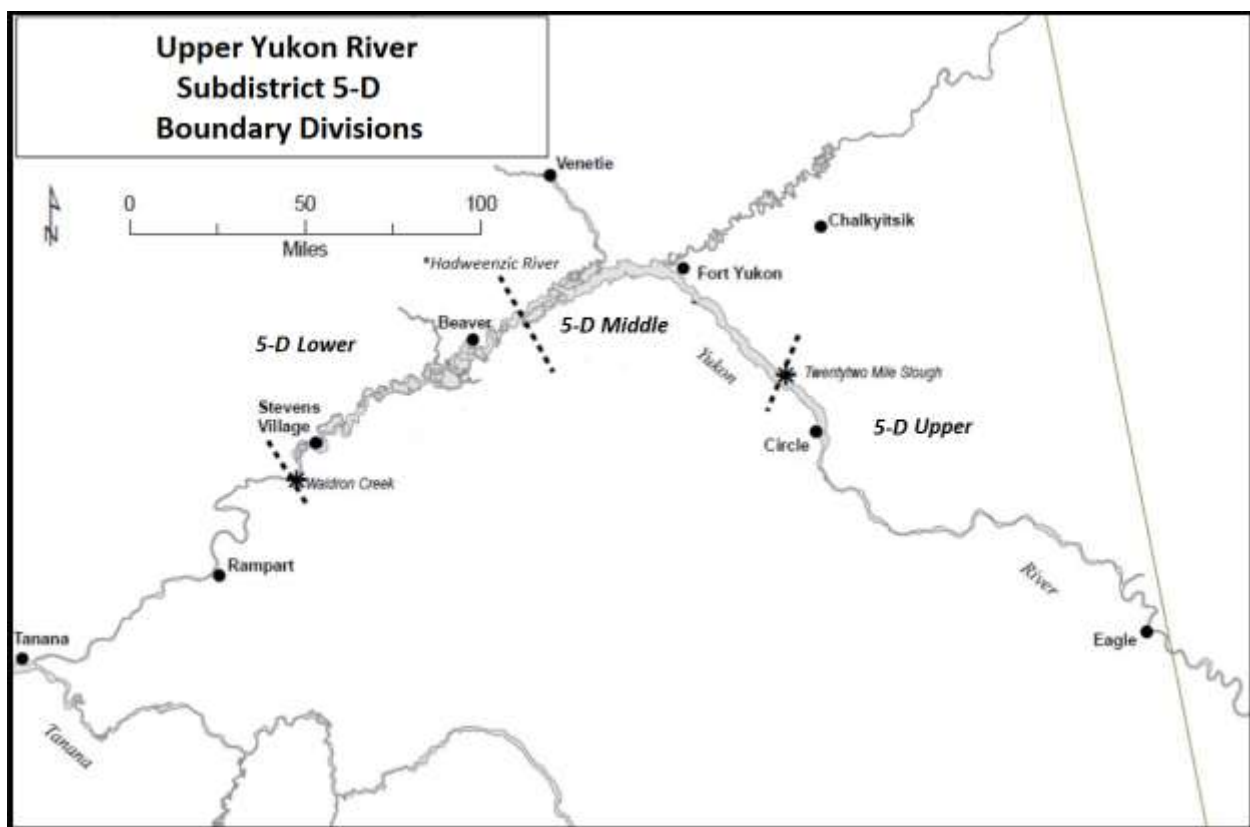 Upper Yukon River
Subdistrict 5-D
Boundary Divisions
Venetie
0
50
100
Miles
N
Chalkyitsik
*Hadweenzic River
Fort Yukon
Beaver
5-D Middle
5-D Lower
Yukon
Twentytwo Mile Slough
Stevens
Village
5-D Upper
Circle
Waldron Creek
Rampart
River
Tanana
Eagle
Tanana